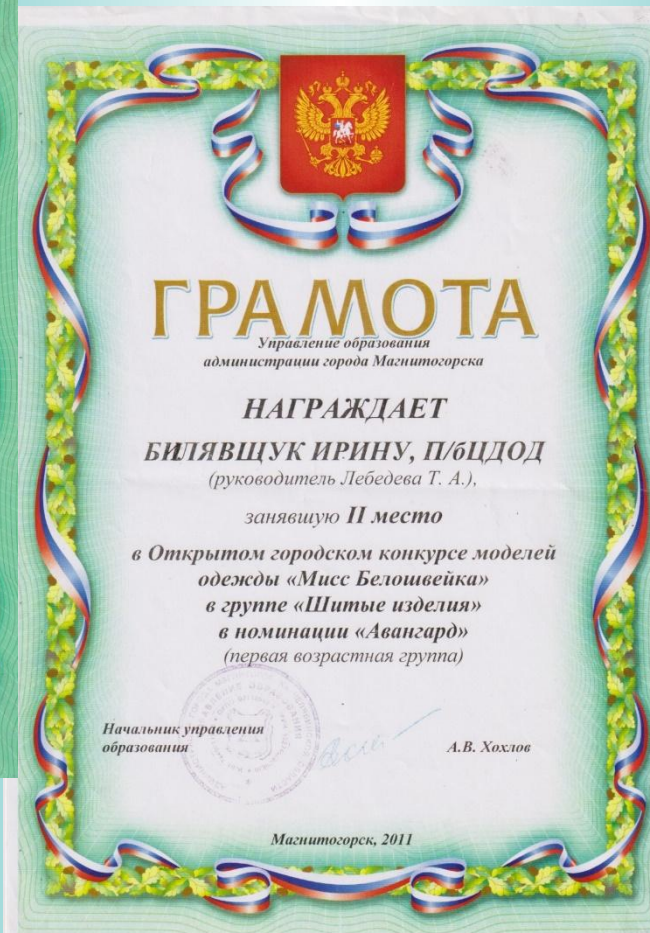 ГРАМОТА
Управление образования
администрации города Магнитогорска
НАГРАЖДАЕТ
БИЛЯВЩУК ИРИНУ, П/бЦДОД
(руководитель Лебедева Т. А.),
занявшую II место
в Открытом городском конкурсе моделей
одежды «Мисс Белошвейка»
в группе «Шитые изделия»
в номинации «Авангард»
(первая возрастная группа)
Начальник управления
образования
А.В. Хохлов
Магнитогорск, 2011